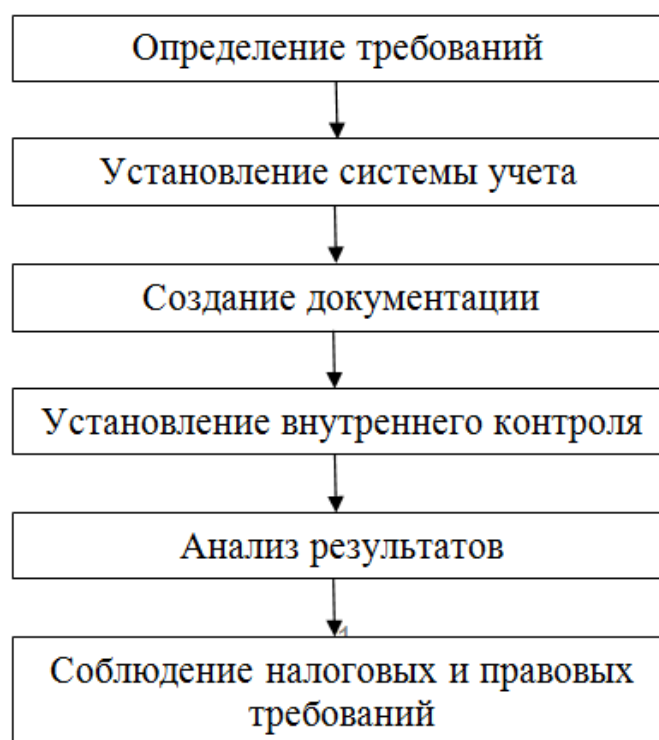 Определение требований
Установление системы учета
Создание документации
Установление внутреннего контроля
Анализ результатов
Соблюдение налоговых и правовых
требований